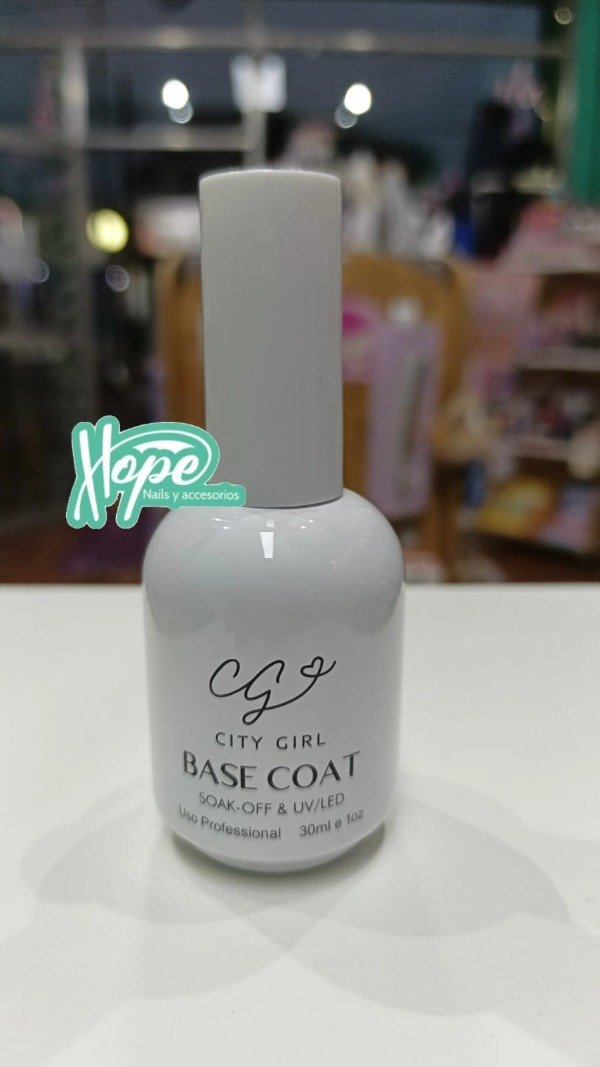 Hope
Nails y accesorios
CG
CITY GIRL
BASE COAT
SOAK-OFF & UV/LED
Uso Professional 30ml e 1oz